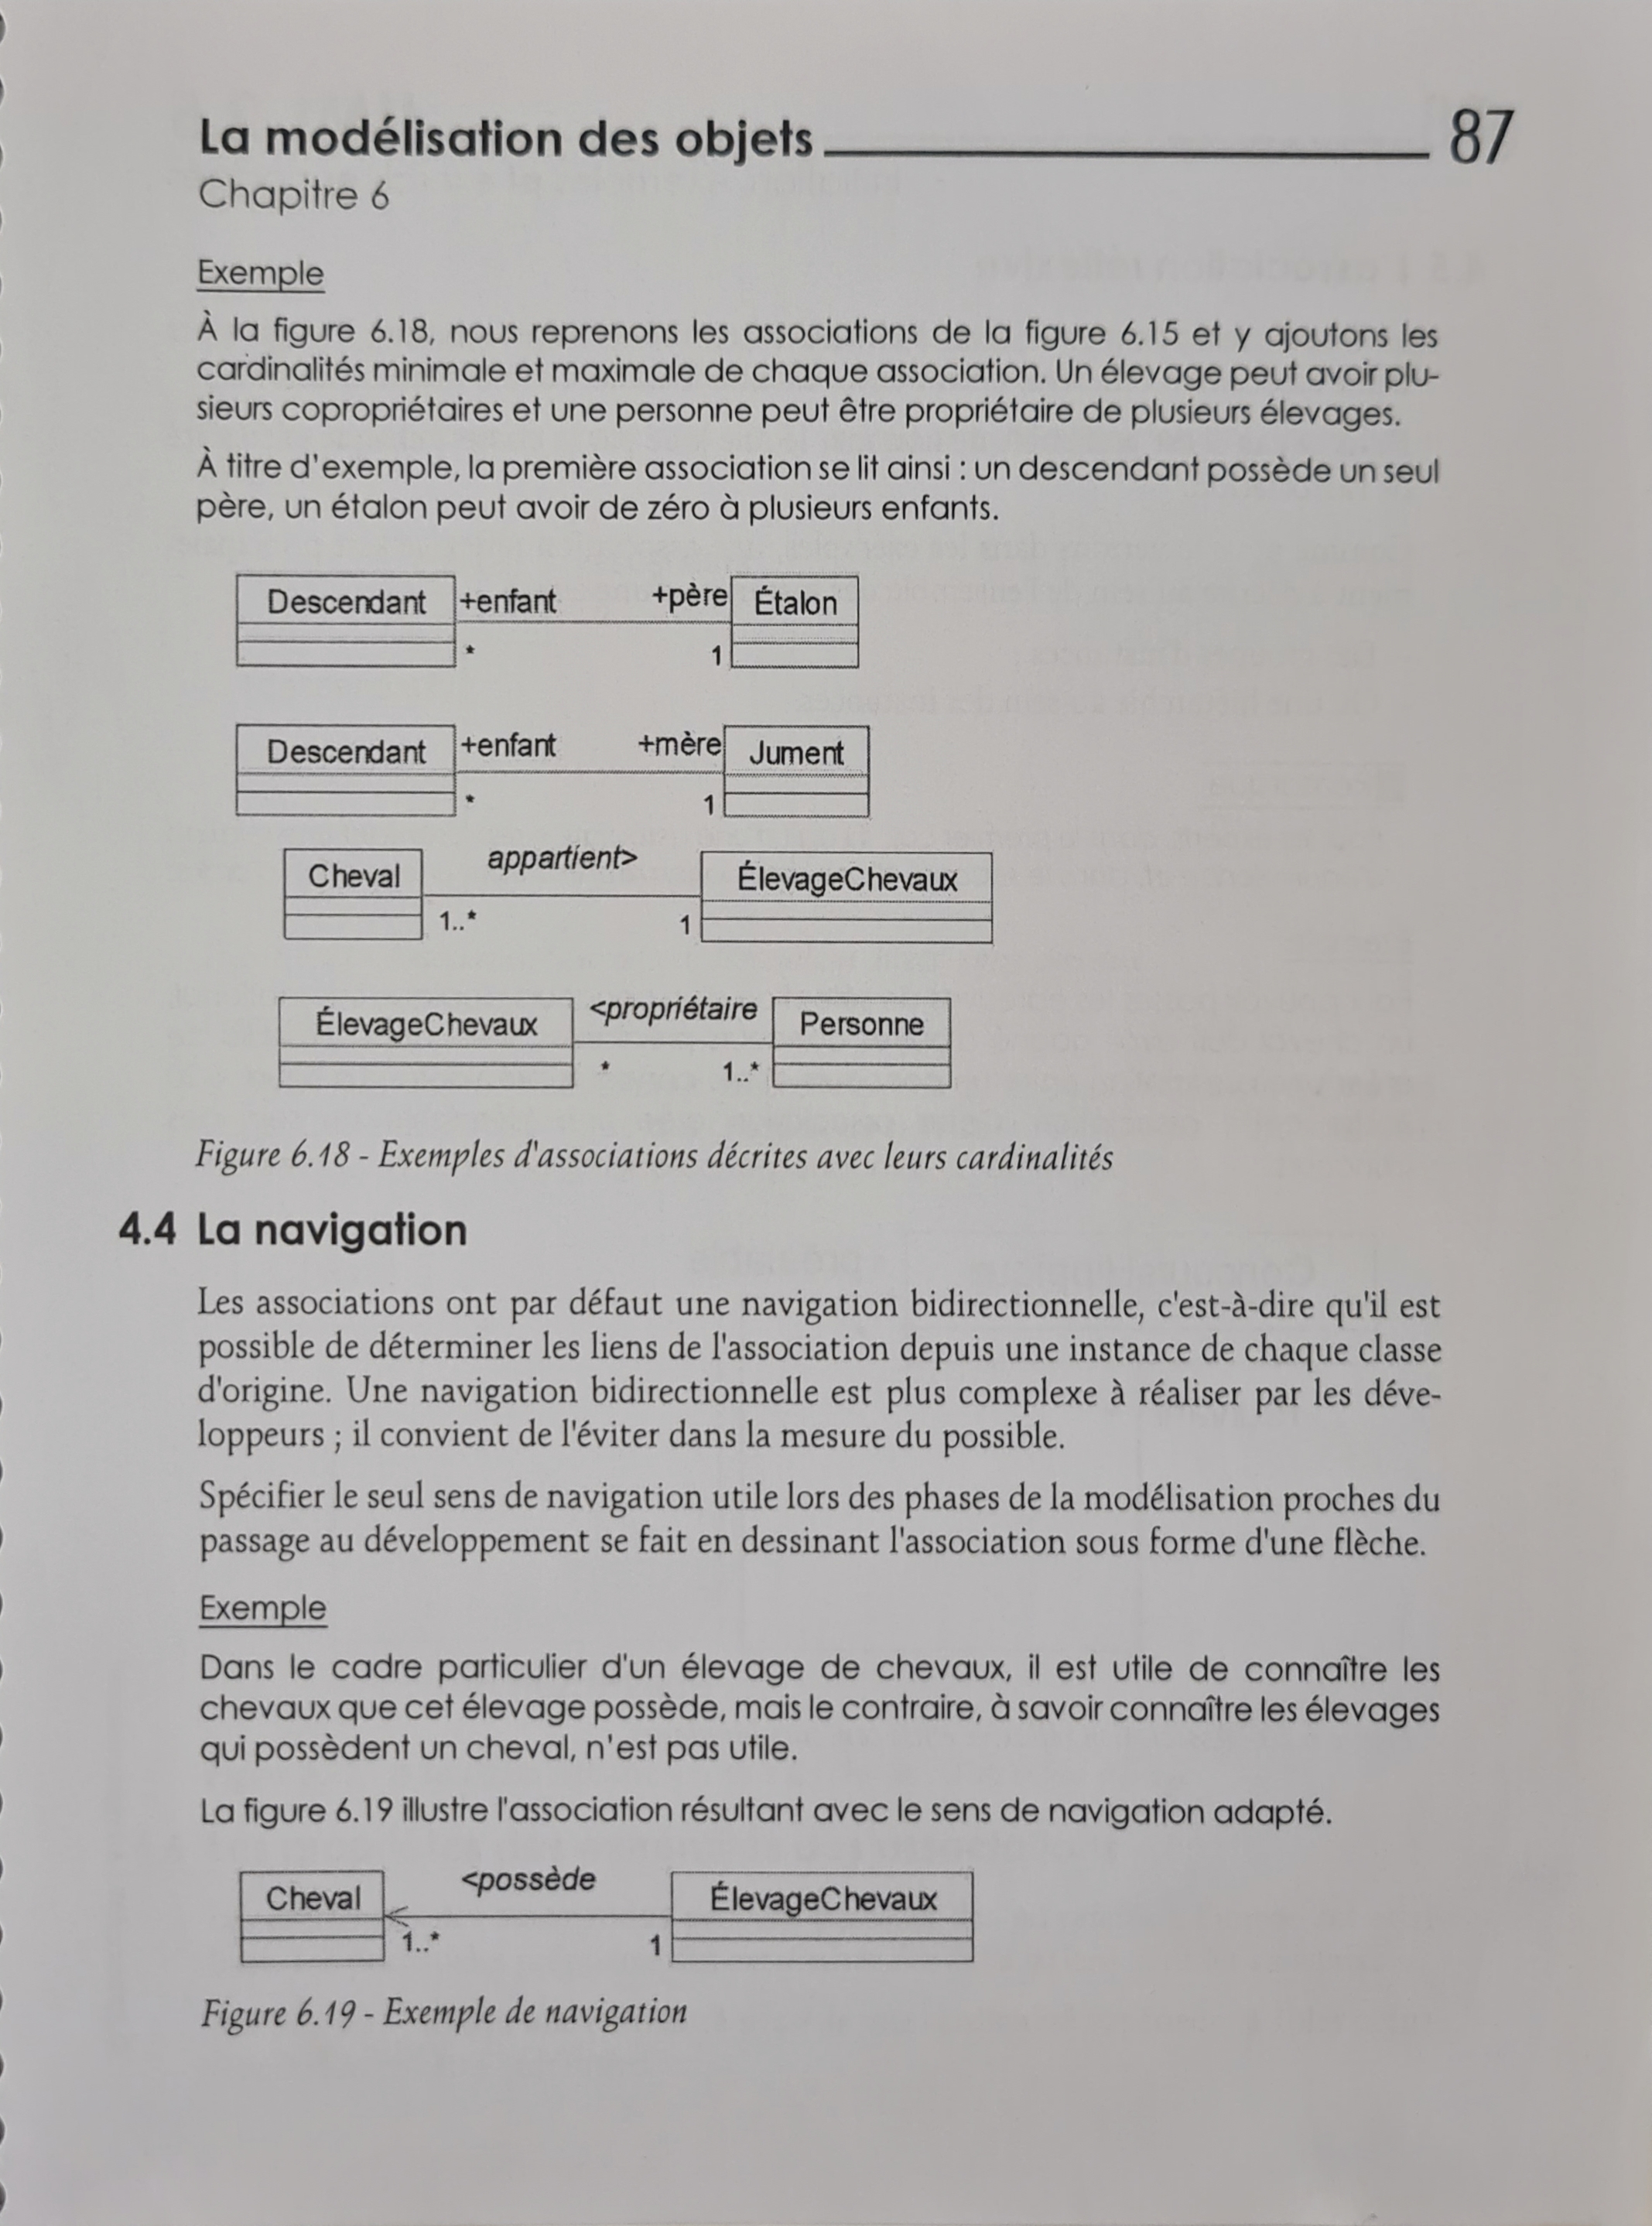 La modélisation des objets 87
Chapitre 6
Exemple
À la figure 6.18, nous reprenons les associations de la figure 6.15 et y ajoutons les
cardinalités minimale et maximale de chaque association. Un élevage peut avoir plu-
sieurs copropriétaires et une personne peut être propriétaire de plusieurs élevages.
À titre d'exemple, la première association se lit ainsi : un descendant possède un seul
père, un étalon peut avoir de zéro à plusieurs enfants.
Descendant +enfant +père Étalon
* 1
Descendant +enfant +mère Jument
* 1
Cheval appartient> ÉlevageChevaux
1..* 1
ÉlevageChevaux <propriétaire Personne
* 1..*
Figure 6.18 - Exemples d'associations décrites avec leurs cardinalités
4.4 La navigation
Les associations ont par défaut une navigation bidirectionnelle, c'est-à-dire qu'il est
possible de déterminer les liens de l'association depuis une instance de chaque classe
d'origine. Une navigation bidirectionnelle est plus complexe à réaliser par les déve-
loppeurs ; il convient de l'éviter dans la mesure du possible.
Spécifier le seul sens de navigation utile lors des phases de la modélisation proches du
passage au développement se fait en dessinant l'association sous forme d'une flèche.
Exemple
Dans le cadre particulier d'un élevage de chevaux, il est utile de connaître les
chevaux que cet élevage possède, mais le contraire, à savoir connaître les élevages
qui possèdent un cheval, n'est pas utile.
La figure 6.19 illustre l'association résultant avec le sens de navigation adapté.
Cheval <possède ÉlevageChevaux
1..* 1
Figure 6.19 - Exemple de navigation